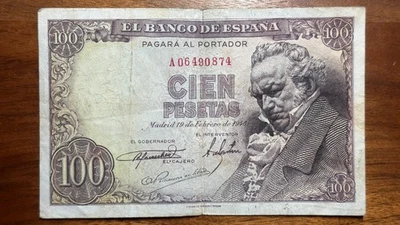 100 EL BANCO DE ESPAÑA 100
PAGARÁ AL PORTADOR
A06490874
CIEN
PESETAS
Madrid 19 de Febrero de 1946
EL GOBERNADOR EL INTERVENTOR
EL CAJERO
100 100